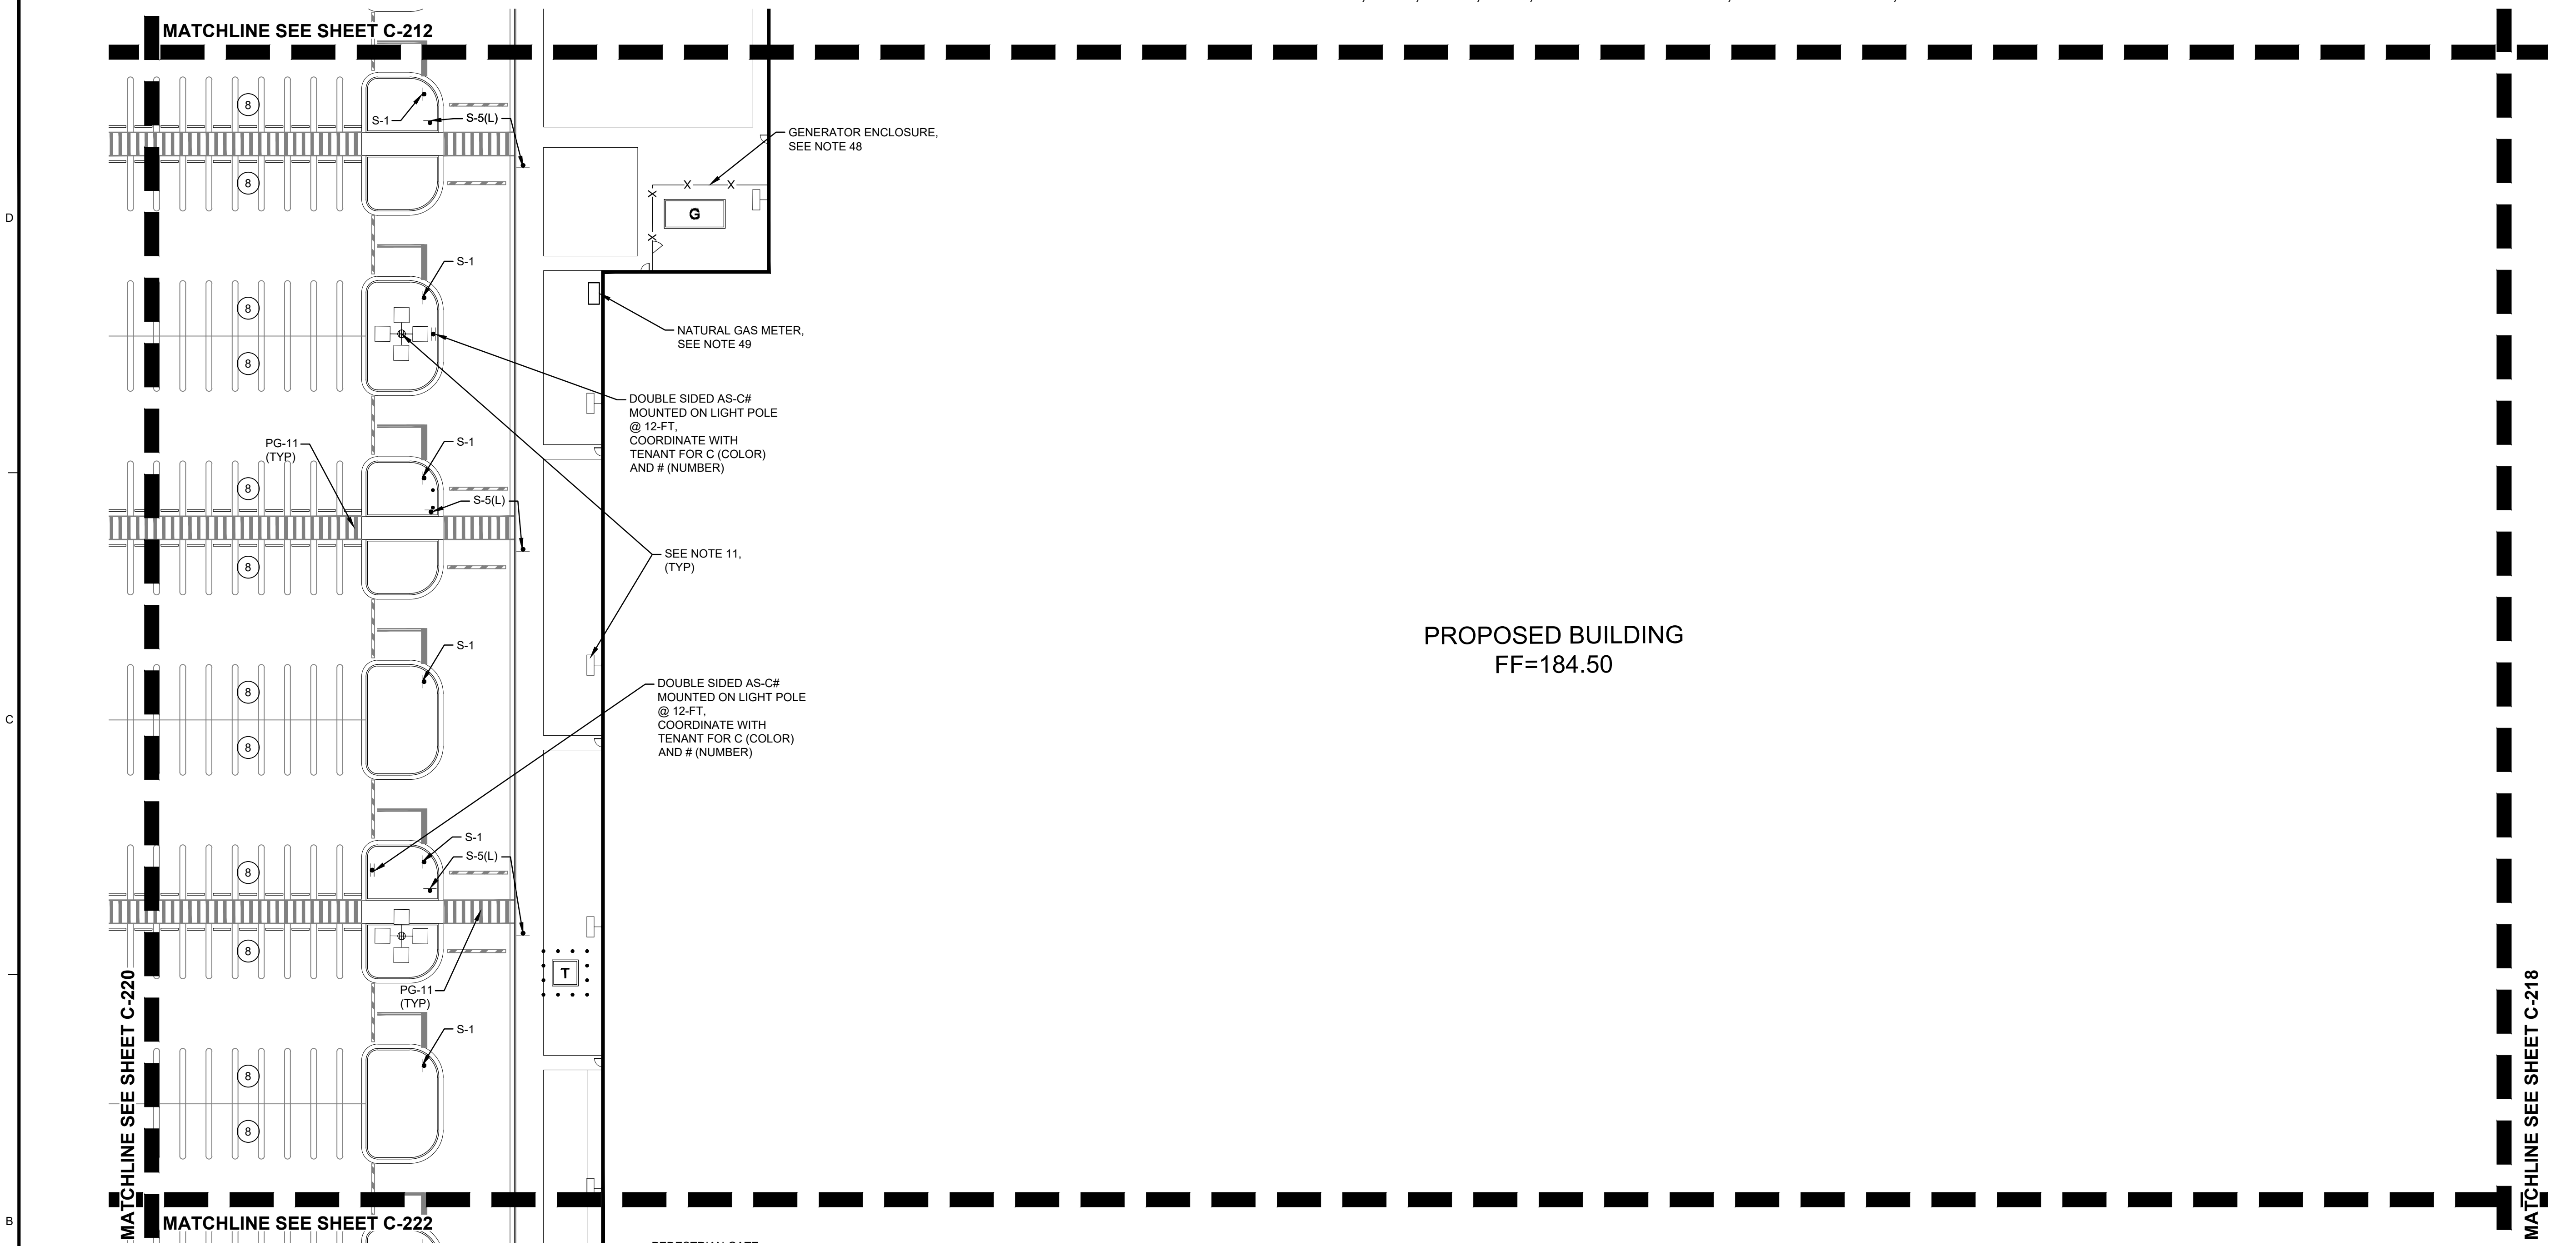 MATCHLINE SEE SHEET C-212
8
S-1
S-5(L)
GENERATOR ENCLOSURE,
SEE NOTE 48
8
D
G
S-1
8
NATURAL GAS METER,
SEE NOTE 49
8
DOUBLE SIDED AS-C#
MOUNTED ON LIGHT POLE
@ 12-FT,
COORDINATE WITH
TENANT FOR C (COLOR)
AND # (NUMBER)
PG-11
(TYP)
S-1
8
S-5(L)
SEE NOTE 11,
(TYP)
8
PROPOSED BUILDING
FF=184.50
S-1
8
DOUBLE SIDED AS-C#
MOUNTED ON LIGHT POLE
@ 12-FT,
COORDINATE WITH
TENANT FOR C (COLOR)
AND # (NUMBER)
C
8
S-1
S-5(L)
8
8
T
PG-11
(TYP)
S-1
8
8
MATCHLINE SEE SHEET C-220
MATCHLINE SEE SHEET C-218
B
MATCHLINE SEE SHEET C-222